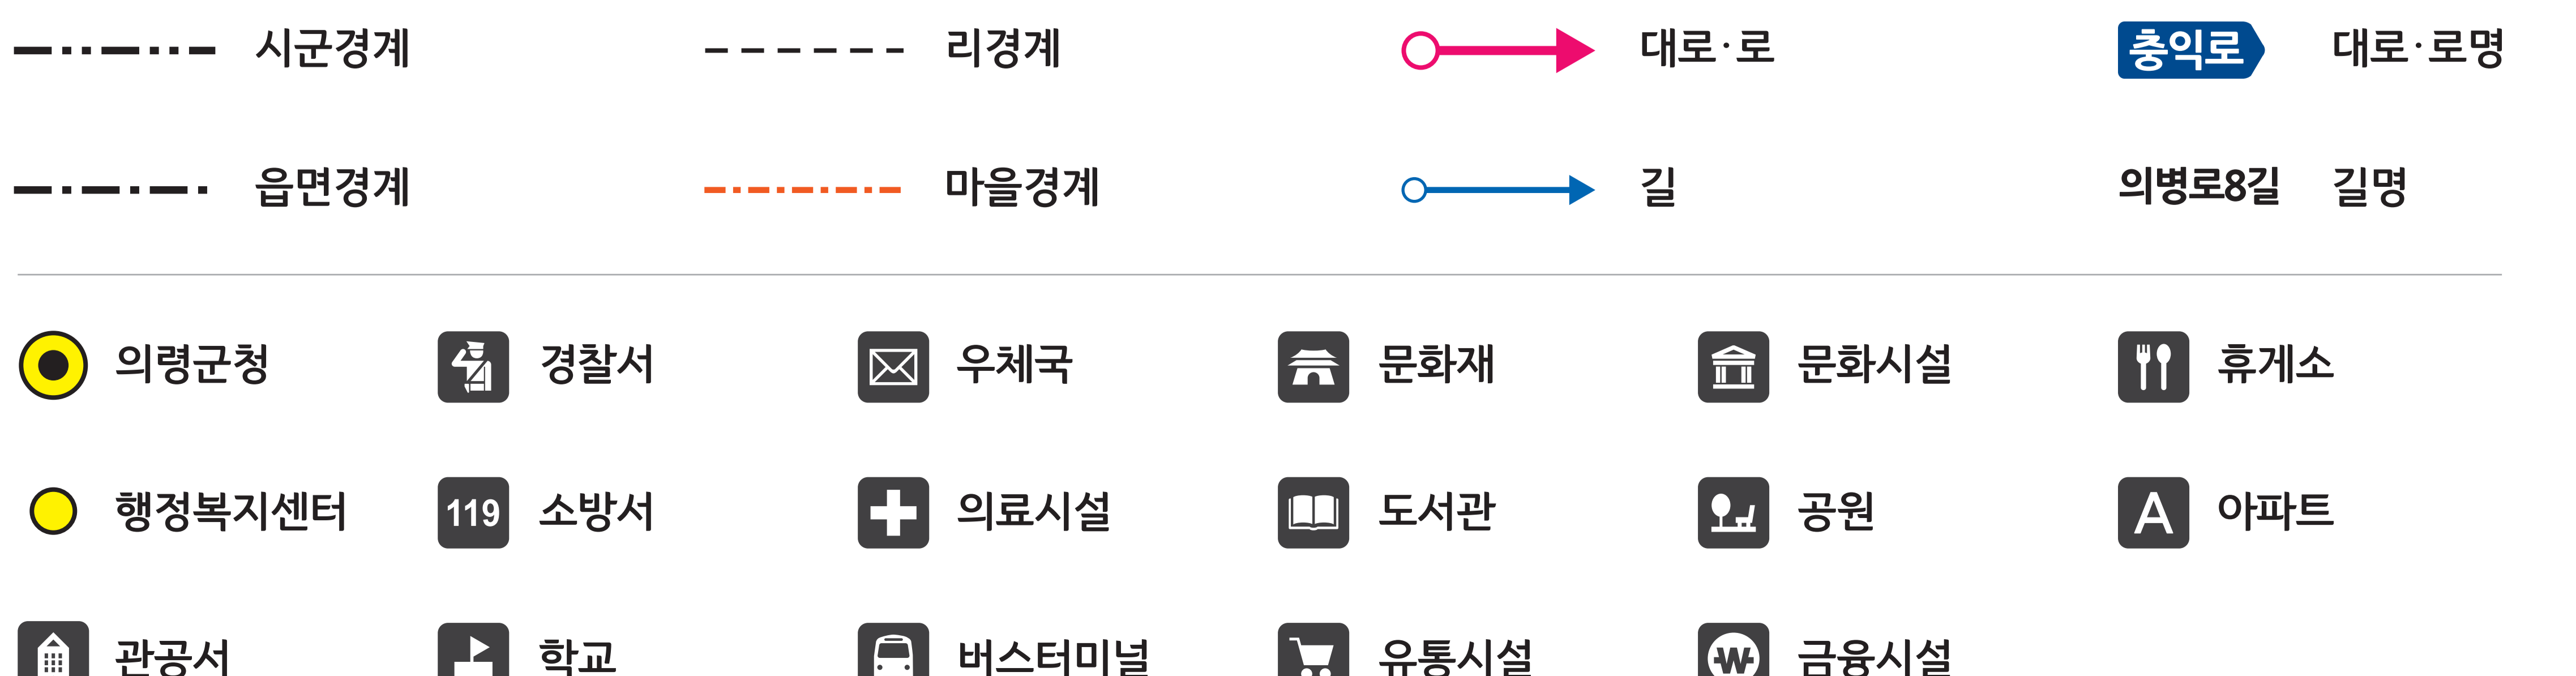 시군경계 리경계 대로·로 충익로 대로·로명
읍면경계 마을경계 길 의병로8길 길명
의령군청 경찰서 우체국 문화재 문화시설 휴게소
행정복지센터 119 소방서 의료시설 도서관 공원 A 아파트
관공서 학교 버스터미널 유통시설 W 금융시설